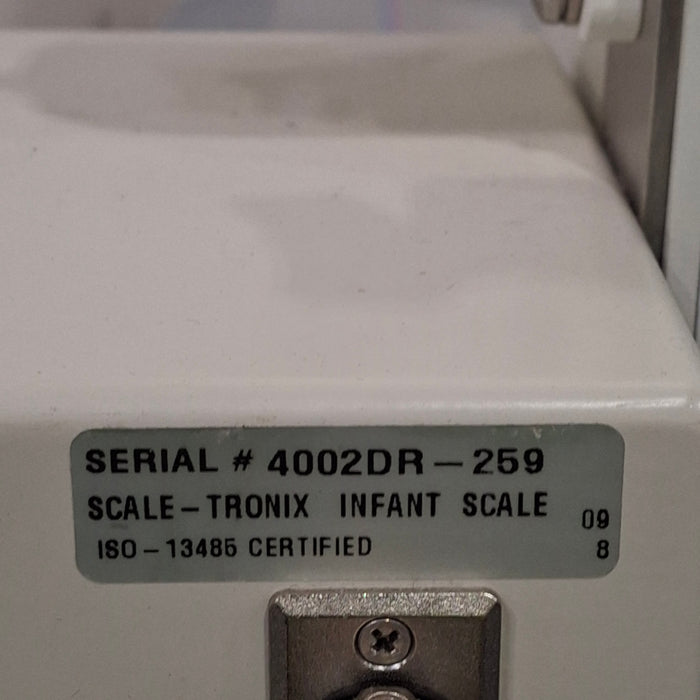 SERIAL # 4002DR-259
SCALE-TRONIX INFANT SCALE 09
ISO-13485 CERTIFIED 8